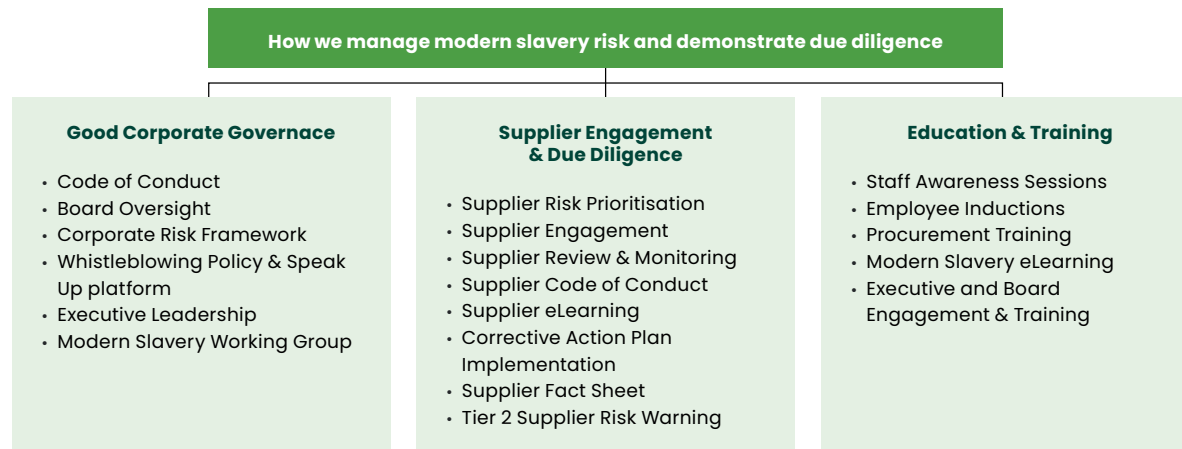 How we manage modern slavery risk and demonstrate due diligence
Good Corporate Governace
• Code of Conduct
• Board Oversight
• Corporate Risk Framework
• Whistleblowing Policy & Speak
Up platform
• Executive Leadership
• Modern Slavery Working Group
Supplier Engagement
& Due Diligence
• Supplier Risk Prioritisation
• Supplier Engagement
• Supplier Review & Monitoring
• Supplier Code of Conduct
• Supplier eLearning
• Corrective Action Plan
Implementation
• Supplier Fact Sheet
• Tier 2 Supplier Risk Warning
Education & Training
• Staff Awareness Sessions
• Employee Inductions
• Procurement Training
• Modern Slavery eLearning
• Executive and Board
Engagement & Training